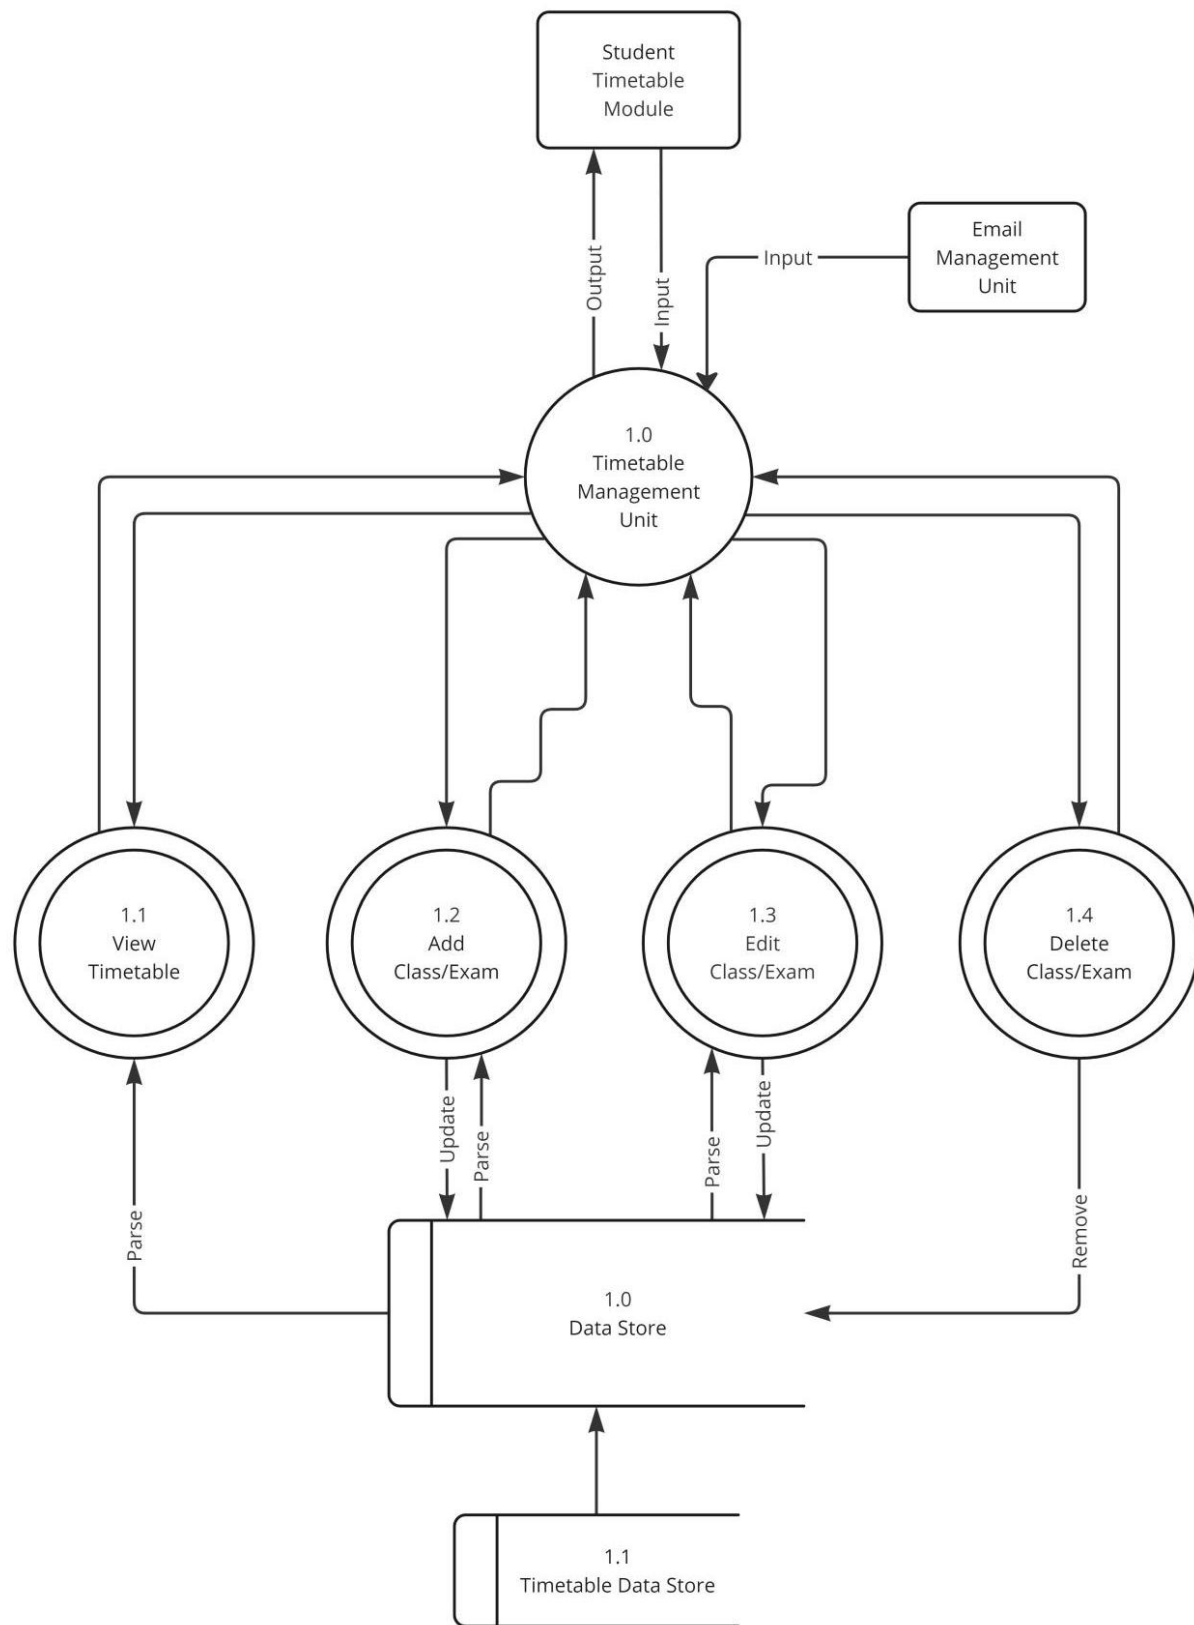 Student
Timetable
Module
Email
Management
Unit
Input
Output
Input
1.0
Timetable
Management
Unit
1.1
View
Timetable
1.2
Add
Class/Exam
1.3
Edit
Class/Exam
1.4
Delete
Class/Exam
Update
Parse
Parse
Update
Parse
Remove
1.0
Data Store
1.1
Timetable Data Store